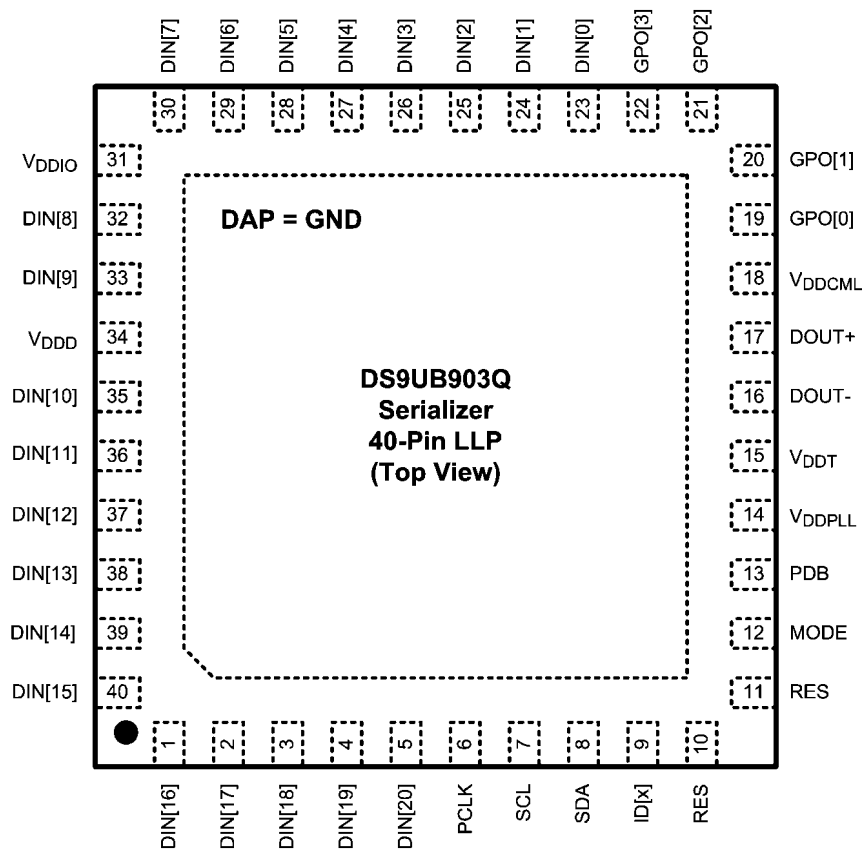 DIN[7] DIN[6] DIN[5] DIN[4] DIN[3] DIN[2] DIN[1] DIN[0] GPO[3] GPO[2]
30 29 28 27 26 25 24 23 22 21
VDDIO 31 20 GPO[1]
DIN[8] 32 DAP = GND 19 GPO[0]
DIN[9] 33 18 VDDCML
VDDD 34 17 DOUT+
DS9UB903Q
DIN[10] 35 16 DOUT-
Serializer
40-Pin LLP
DIN[11] 36 15 VDDT
(Top View)
DIN[12] 37 14 VDDPLL
DIN[13] 38 13 PDB
DIN[14] 39 12 MODE
DIN[15] 40 11 RES
1 2 3 4 5 6 7 8 9 10
DIN[16] DIN[17] DIN[18] DIN[19] DIN[20] PCLK SCL SDA ID[x] RES